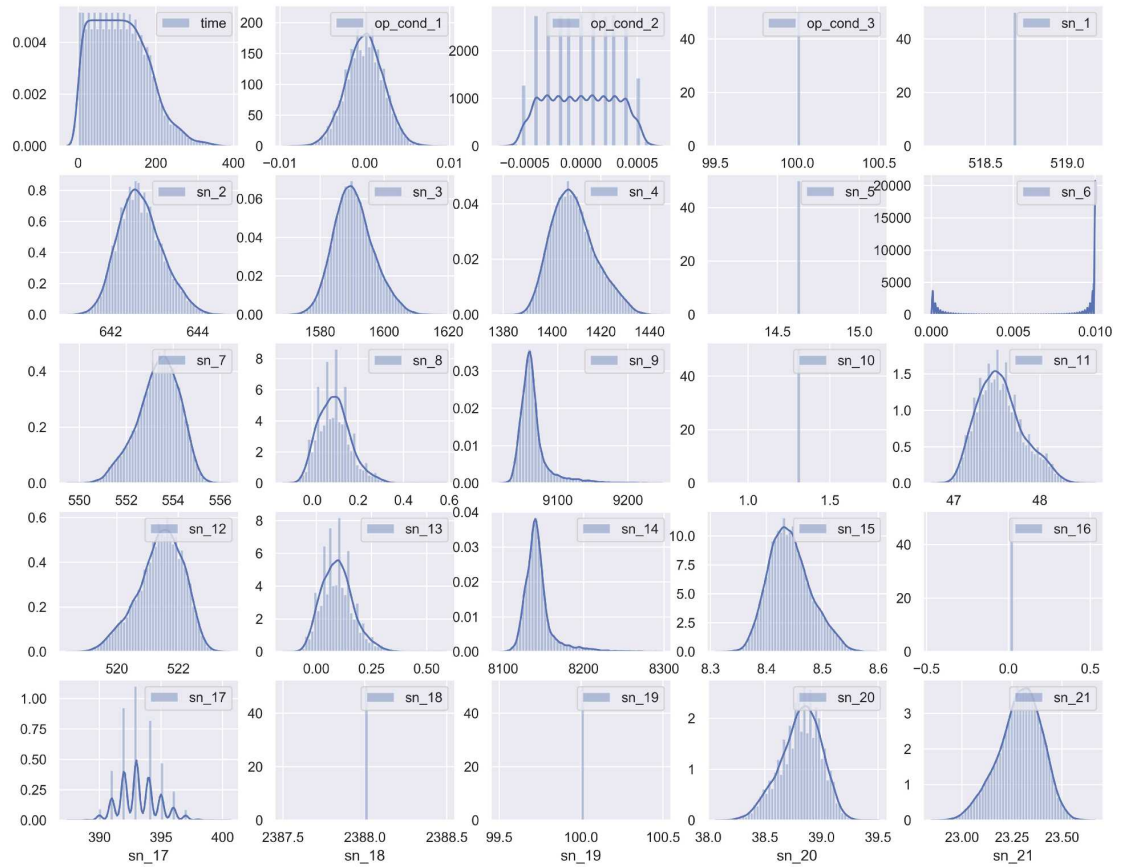 time op_cond_1 op_cond_2 op_cond_3 sn_1
0.004 0.002 0.000
200 150 100 50 0
2000 1000 0
40 20 0
40 20 0
0 200 400
−0.01 0.00 0.01
−0.0005 0.0000 0.0005
99.5 100.0 100.5
518.5 519.0
sn_2 sn_3 sn_4 sn_5 sn_6
0.8 0.6 0.4 0.2 0.0
0.06 0.04 0.02 0.00
0.04 0.02 0.00
40 20 0
20000 15000 10000 5000 0
642 644
1580 1600 1620
1380 1400 1420 1440
14.5 15.0
0.000 0.005 0.010
sn_7 sn_8 sn_9 sn_10 sn_11
0.4 0.2 0.0
8 6 4 2 0
0.03 0.02 0.01 0.00
40 20 0
1.5 1.0 0.5 0.0
550 552 554 556
0.0 0.2 0.4 0.6
9100 9200
1.0 1.5
47 48
sn_12 sn_13 sn_14 sn_15 sn_16
0.6 0.4 0.2 0.0
8 6 4 2 0
0.04 0.03 0.02 0.01 0.00
10.0 7.5 5.0 2.5 0.0
40 20 0
520 522
0.00 0.25 0.50
8100 8200 8300
8.3 8.4 8.5 8.6
−0.5 0.0 0.5
sn_17 sn_18 sn_19 sn_20 sn_21
1.00 0.75 0.50 0.25 0.00
40 20 0
40 20 0
2 1 0
3 2 1 0
390 395 400
2387.5 2388.0 2388.5
99.5 100.0 100.5
38.0 38.5 39.0 39.5
23.00 23.25 23.50
sn_17 sn_18 sn_19 sn_20 sn_21